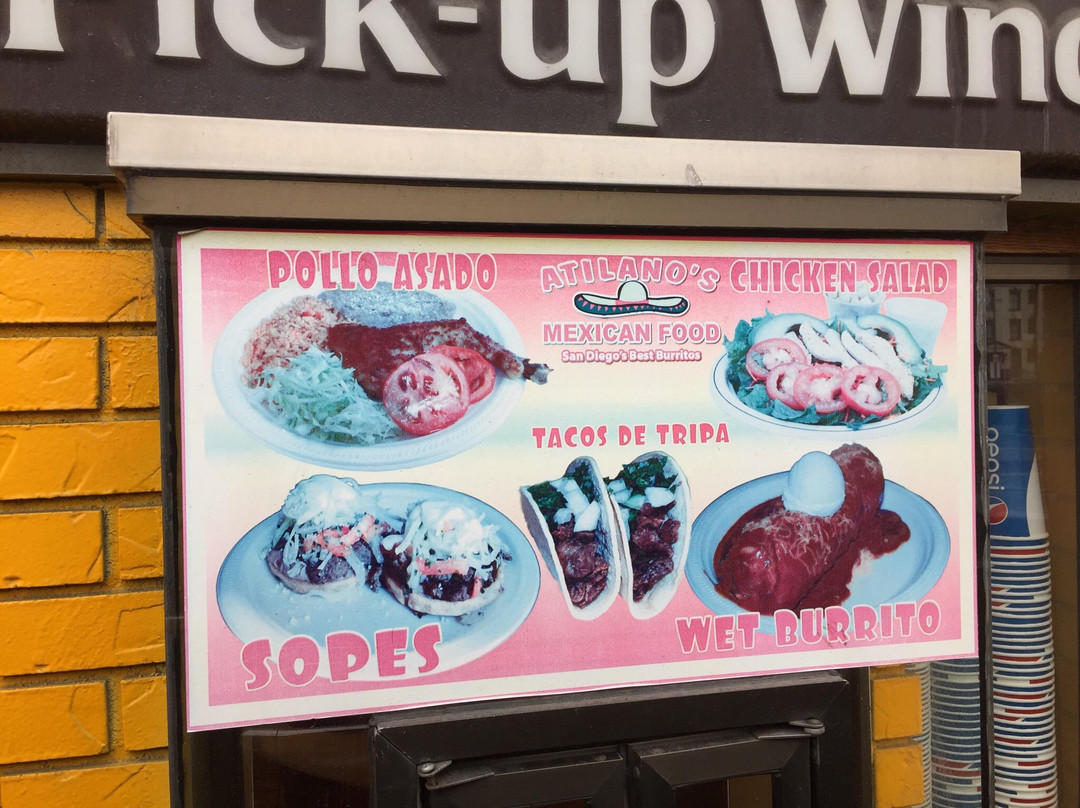 Pick-up Wind
POLLO ASADO
ATILANO'S
MEXICAN FOOD
San Diego's Best Burritos
CHICKEN SALAD
TACOS DE TRIPA
SOPES
WET BURRITO
pepsi